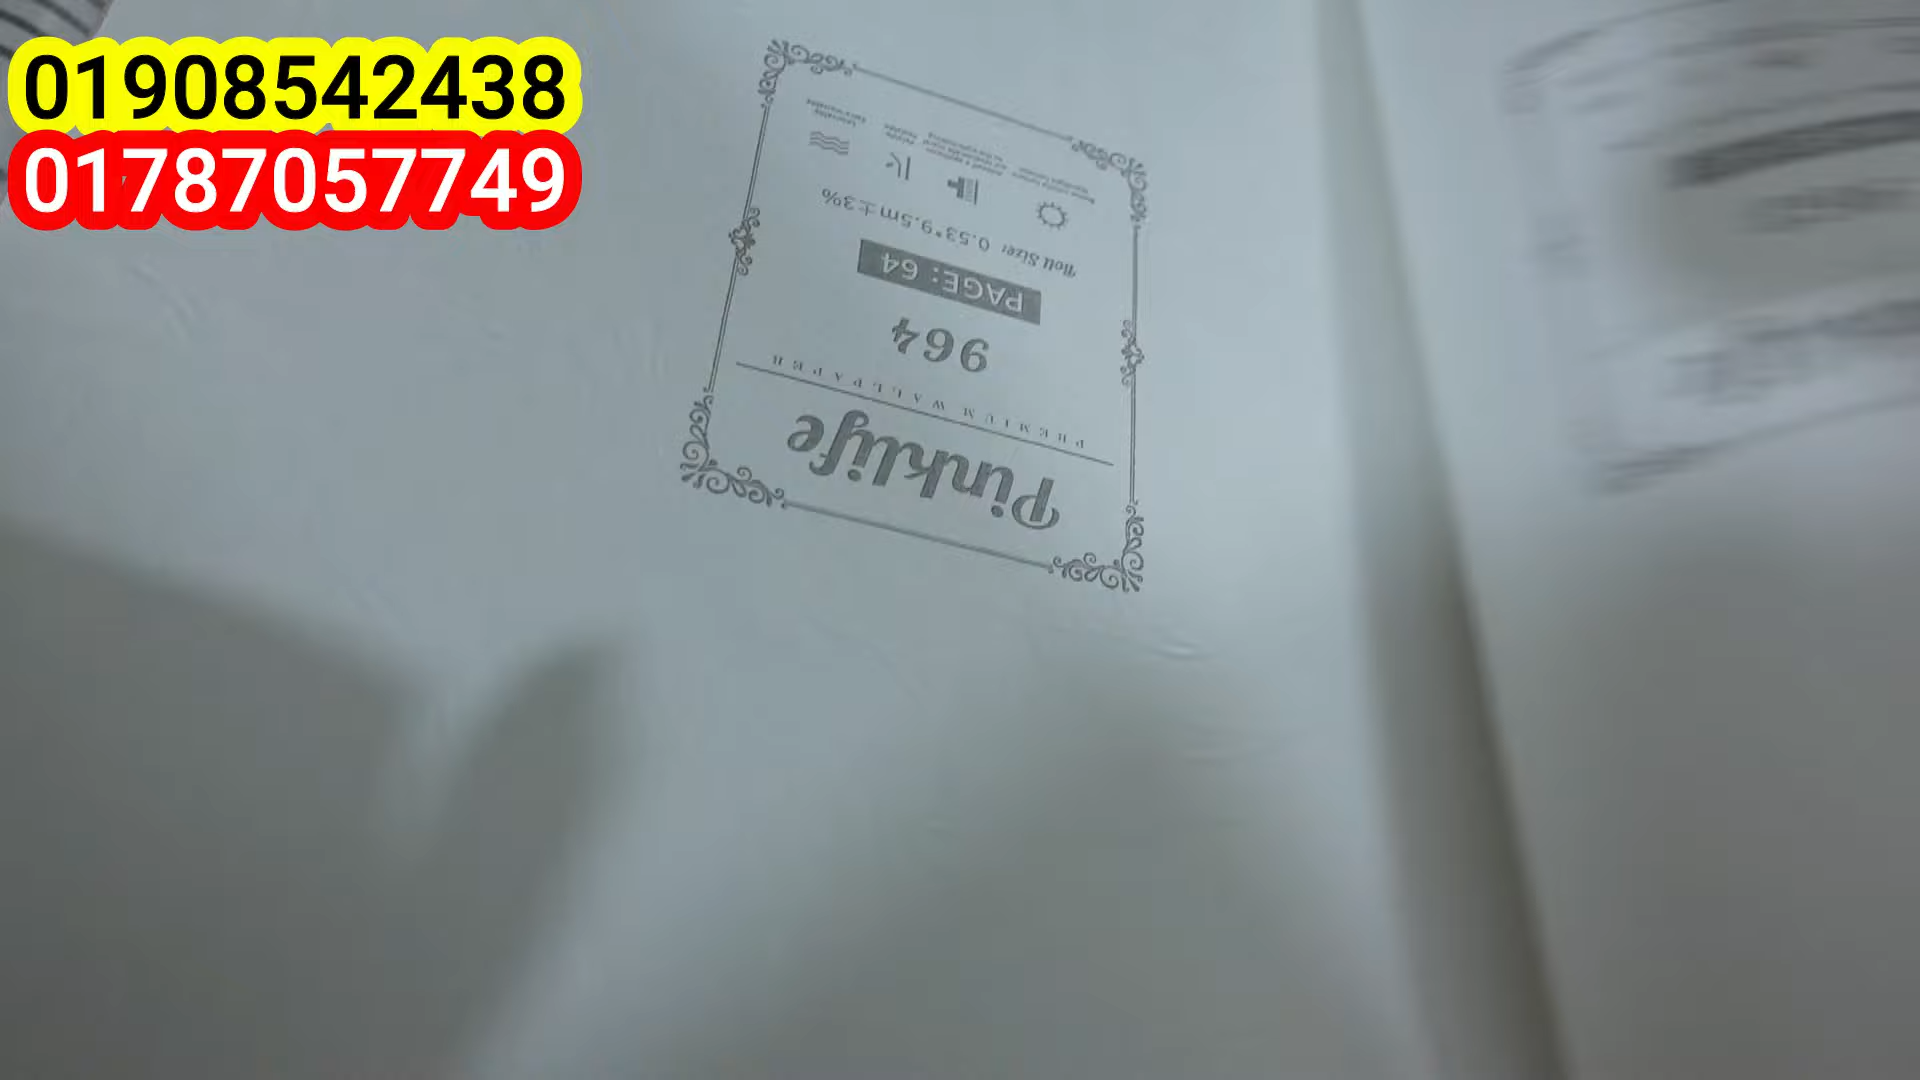 01908542438
01787057749
Pinklife
PREMIUM WALLPAPER
964
PAGE: 64
Roll Size: 0.53*9.5m±3%